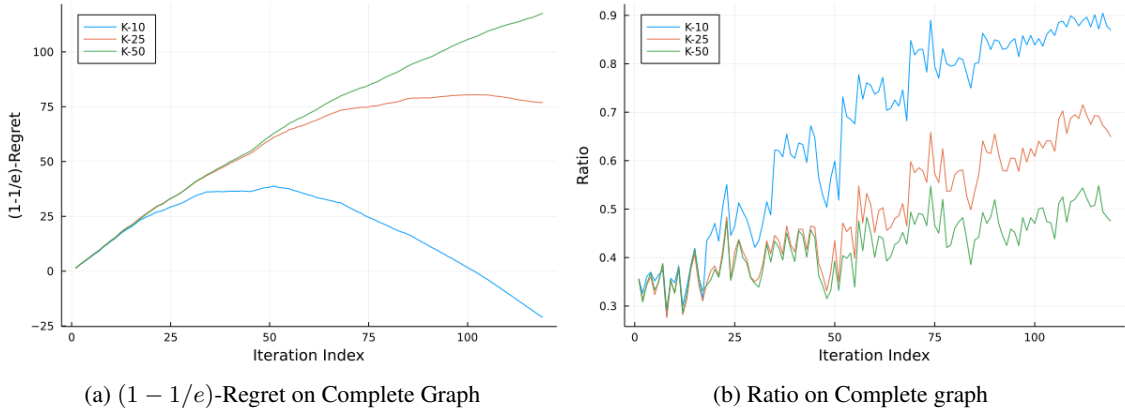 K-10
K-25
K-50
(1-1/e)-Regret
100
75
50
25
0
−25
0
25
50
75
100
Iteration Index
(a) (1 − 1/e)-Regret on Complete Graph
K-10
K-25
K-50
Ratio
0.9
0.8
0.7
0.6
0.5
0.4
0.3
0
25
50
75
100
Iteration Index
(b) Ratio on Complete graph